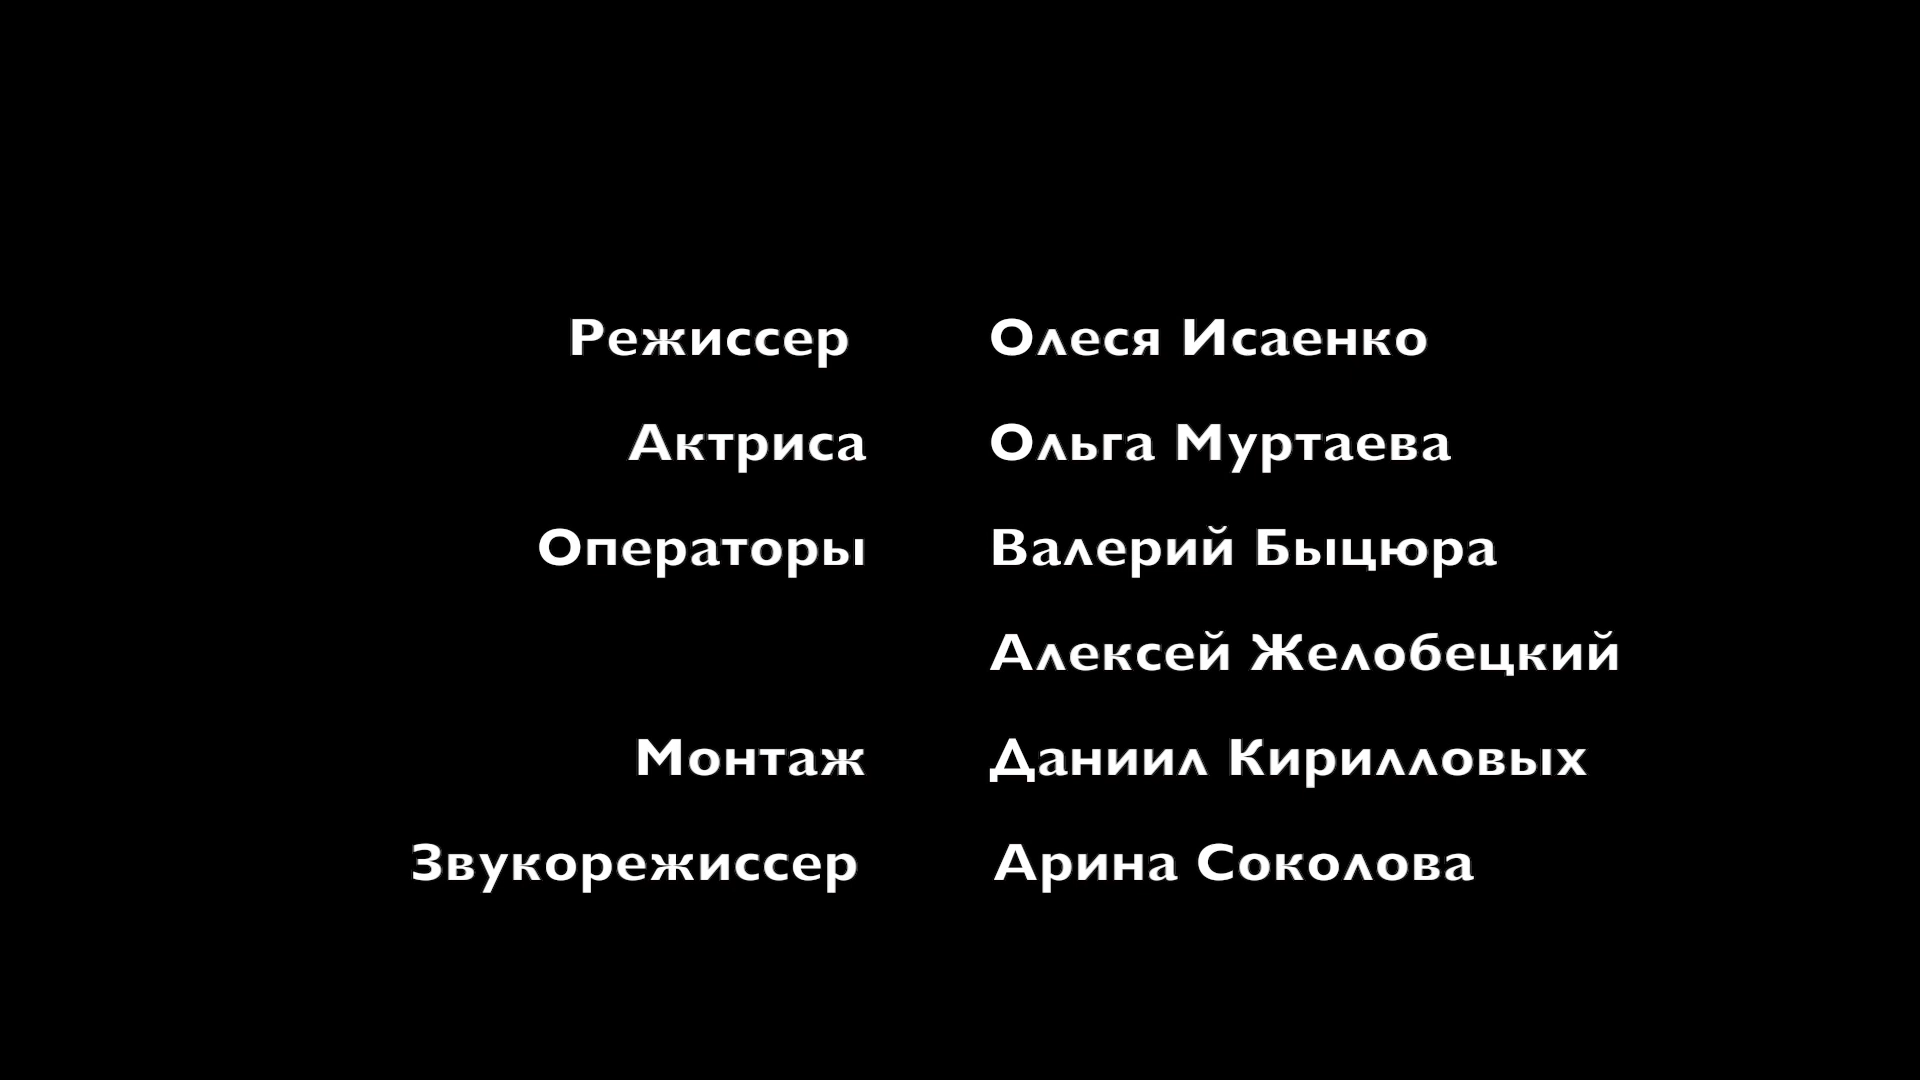 Режиссер Олеся Исаенко
Актриса Ольга Муртаева
Операторы Валерий Быцюра
Алексей Желобецкий
Монтаж Даниил Кирилловых
Звукорежиссер Арина Соколова